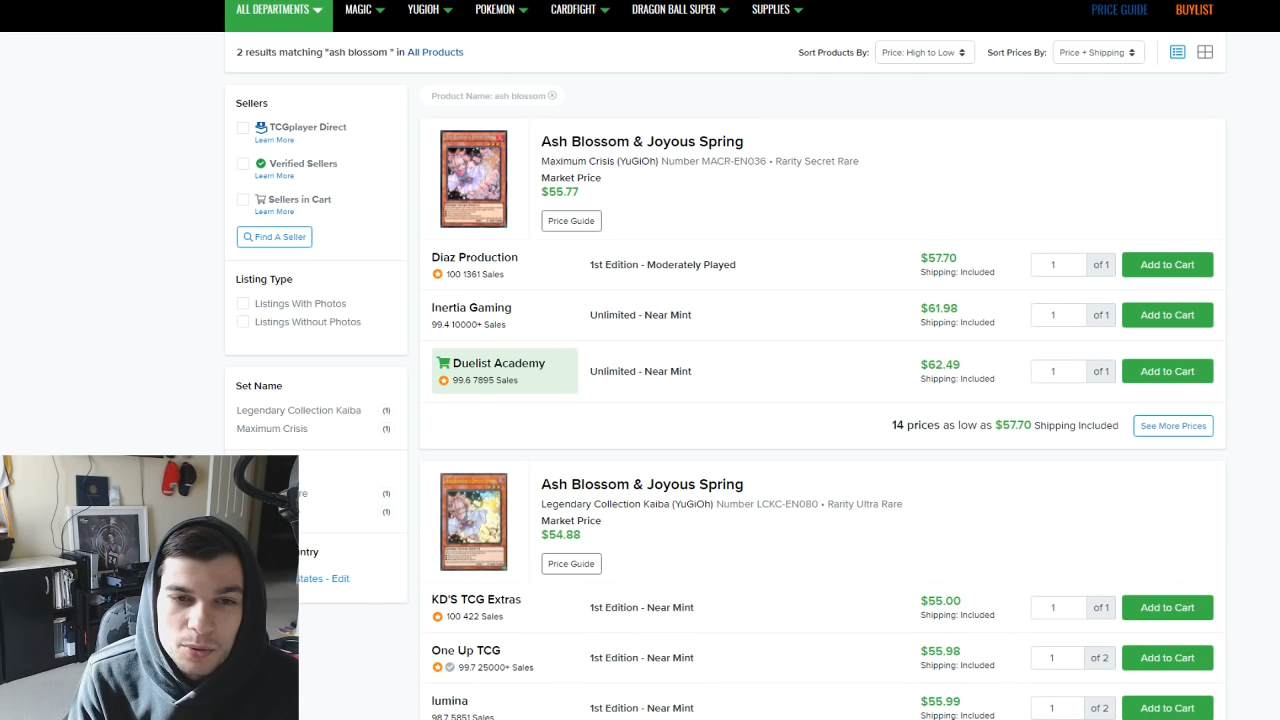 ALL DEPARTMENTS MAGIC YUGIOH POKEMON CARDFIGHT DRAGON BALL SUPER SUPPLIES PRICE GUIDE BUYLIST
2 results matching "ash blossom " in All Products
Sort Products By: Price: High to Low Sort Prices By: Price + Shipping
Product Name: ash blossom
Sellers
TCGplayer Direct
Learn More
Verified Sellers
Learn More
Sellers in Cart
Learn More
Find A Seller
Listing Type
Listings With Photos
Listings Without Photos
Set Name
Legendary Collection Kaiba (1)
Maximum Crisis (1)
re (1)
(1)
untry
States - Edit
Ash Blossom & Joyous Spring
Maximum Crisis (YuGiOh) Number MACR-EN036 • Rarity Secret Rare
Market Price
$55.77
Price Guide
Diaz Production
100 1361 Sales
1st Edition - Moderately Played
$57.70
Shipping: Included
1 of 1
Add to Cart
Inertia Gaming
99.4 10000+ Sales
Unlimited - Near Mint
$61.98
Shipping: Included
1 of 1
Add to Cart
Duelist Academy
99.6 7895 Sales
Unlimited - Near Mint
$62.49
Shipping: Included
1 of 1
Add to Cart
14 prices as low as $57.70 Shipping Included See More Prices
Ash Blossom & Joyous Spring
Legendary Collection Kaiba (YuGiOh) Number LCKC-EN080 • Rarity Ultra Rare
Market Price
$54.88
Price Guide
KD'S TCG Extras
100 422 Sales
1st Edition - Near Mint
$55.00
Shipping: Included
1 of 1
Add to Cart
One Up TCG
99.7 25000+ Sales
1st Edition - Near Mint
$55.98
Shipping: Included
1 of 2
Add to Cart
lumina
98.7 5851 Sales
1st Edition - Near Mint
$55.99
1 of 2
Add to Cart